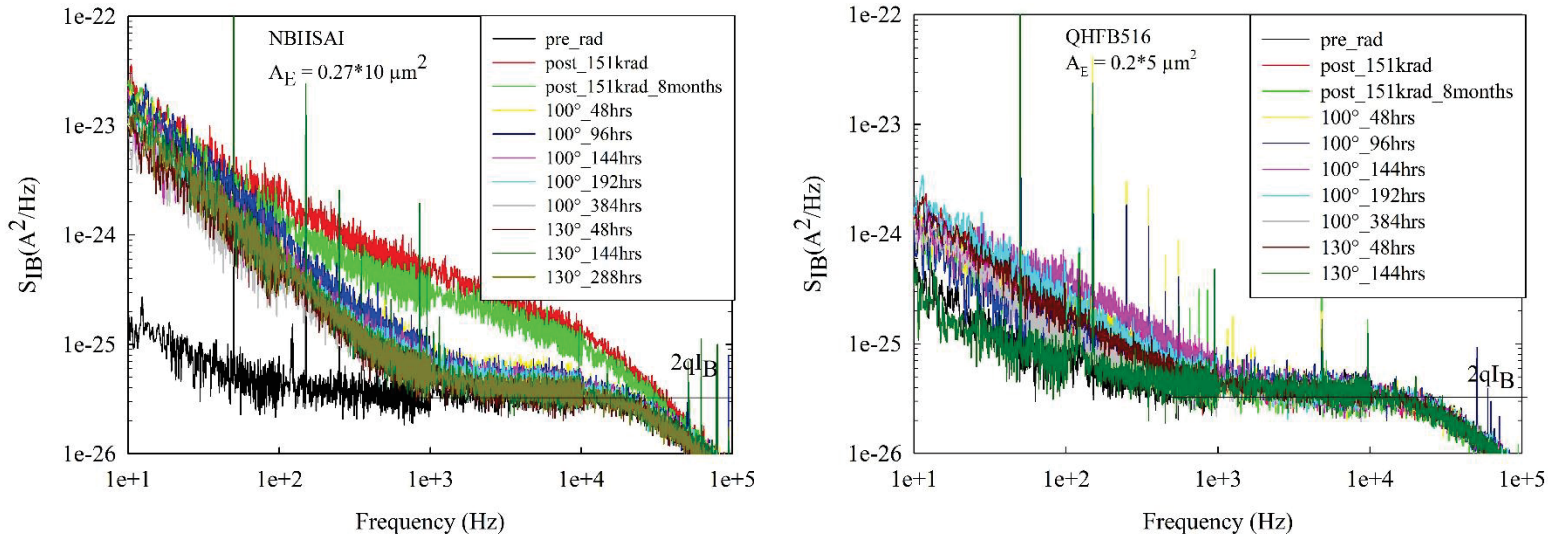 1e-22
1e-23
1e-24
1e-25
1e-26
S_IB(A^2/Hz)
NBIISAI
A_E = 0.27*10 µm^2
pre_rad
post_151krad
post_151krad_8months
100°_48hrs
100°_96hrs
100°_144hrs
100°_192hrs
100°_384hrs
130°_48hrs
130°_144hrs
130°_288hrs
2qI_B
1e+1 1e+2 1e+3 1e+4 1e+5
Frequency (Hz)
1e-22
1e-23
1e-24
1e-25
1e-26
S_IB(A^2/Hz)
QHFB516
A_E = 0.2*5 µm^2
pre_rad
post_151krad
post_151krad_8months
100°_48hrs
100°_96hrs
100°_144hrs
100°_192hrs
100°_384hrs
130°_48hrs
130°_144hrs
2qI_B
1e+1 1e+2 1e+3 1e+4 1e+5
Frequency (Hz)